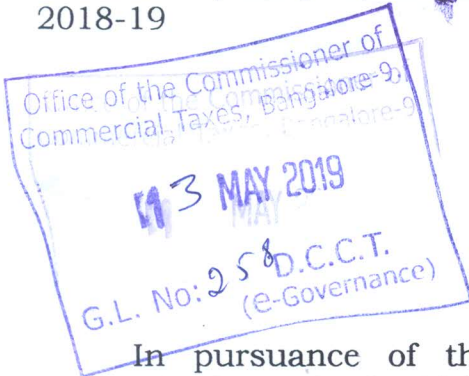 2018-19
Office of the Commissioner of
Commercial Taxes, Bangalore-9
13 MAY 2019
G.L. No: 258 D.C.C.T.
(e-Governance)
In pursuance of th